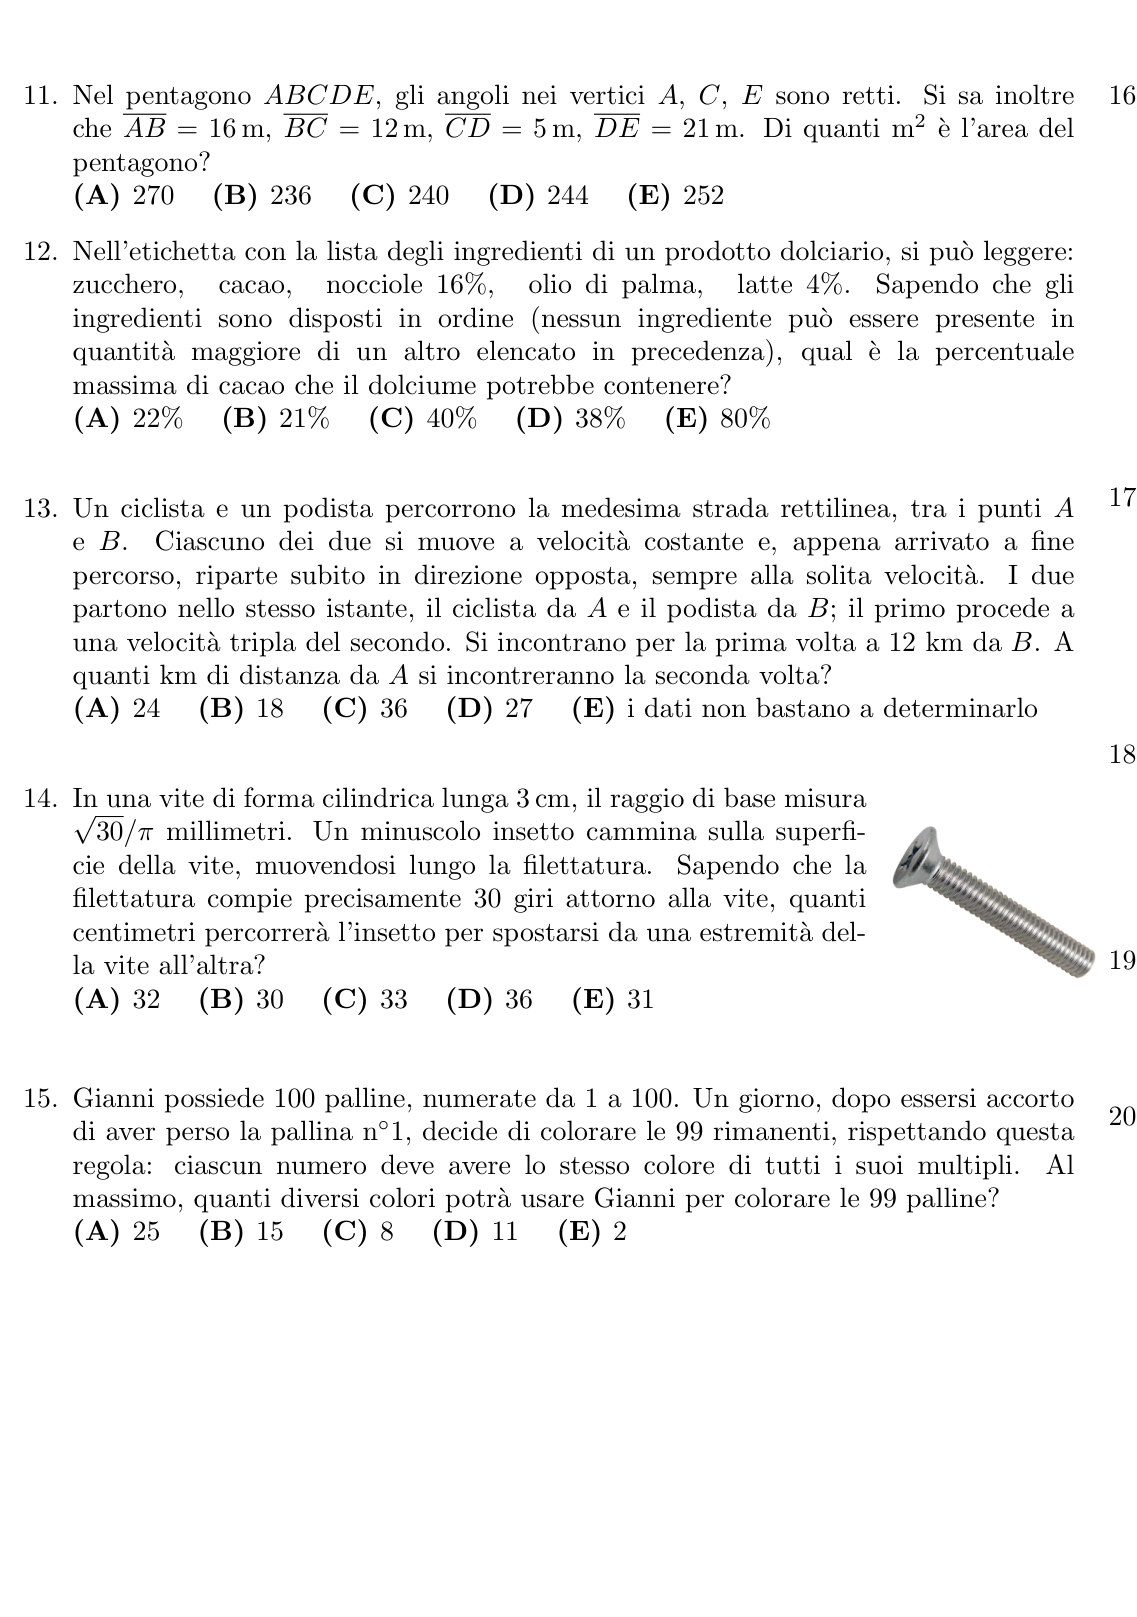 11. Nel pentagono ABCDE, gli angoli nei vertici A, C, E sono retti. Si sa inoltre
che A̅B̅ = 16 m, B̅C̅ = 12 m, C̅D̅ = 5 m, D̅E̅ = 21 m. Di quanti m² è l'area del
pentagono?
(A) 270 (B) 236 (C) 240 (D) 244 (E) 252
12. Nell'etichetta con la lista degli ingredienti di un prodotto dolciario, si può leggere:
zucchero, cacao, nocciole 16%, olio di palma, latte 4%. Sapendo che gli
ingredienti sono disposti in ordine (nessun ingrediente può essere presente in
quantità maggiore di un altro elencato in precedenza), qual è la percentuale
massima di cacao che il dolciume potrebbe contenere?
(A) 22% (B) 21% (C) 40% (D) 38% (E) 80%
13. Un ciclista e un podista percorrono la medesima strada rettilinea, tra i punti A
e B. Ciascuno dei due si muove a velocità costante e, appena arrivato a fine
percorso, riparte subito in direzione opposta, sempre alla solita velocità. I due
partono nello stesso istante, il ciclista da A e il podista da B; il primo procede a
una velocità tripla del secondo. Si incontrano per la prima volta a 12 km da B. A
quanti km di distanza da A si incontreranno la seconda volta?
(A) 24 (B) 18 (C) 36 (D) 27 (E) i dati non bastano a determinarlo
14. In una vite di forma cilindrica lunga 3 cm, il raggio di base misura
√30/π millimetri. Un minuscolo insetto cammina sulla superfi-
cie della vite, muovendosi lungo la filettatura. Sapendo che la
filettatura compie precisamente 30 giri attorno alla vite, quanti
centimetri percorrerà l'insetto per spostarsi da una estremità del-
la vite all'altra?
(A) 32 (B) 30 (C) 33 (D) 36 (E) 31
15. Gianni possiede 100 palline, numerate da 1 a 100. Un giorno, dopo essersi accorto
di aver perso la pallina n°1, decide di colorare le 99 rimanenti, rispettando questa
regola: ciascun numero deve avere lo stesso colore di tutti i suoi multipli. Al
massimo, quanti diversi colori potrà usare Gianni per colorare le 99 palline?
(A) 25 (B) 15 (C) 8 (D) 11 (E) 2
16
17
18
19
20